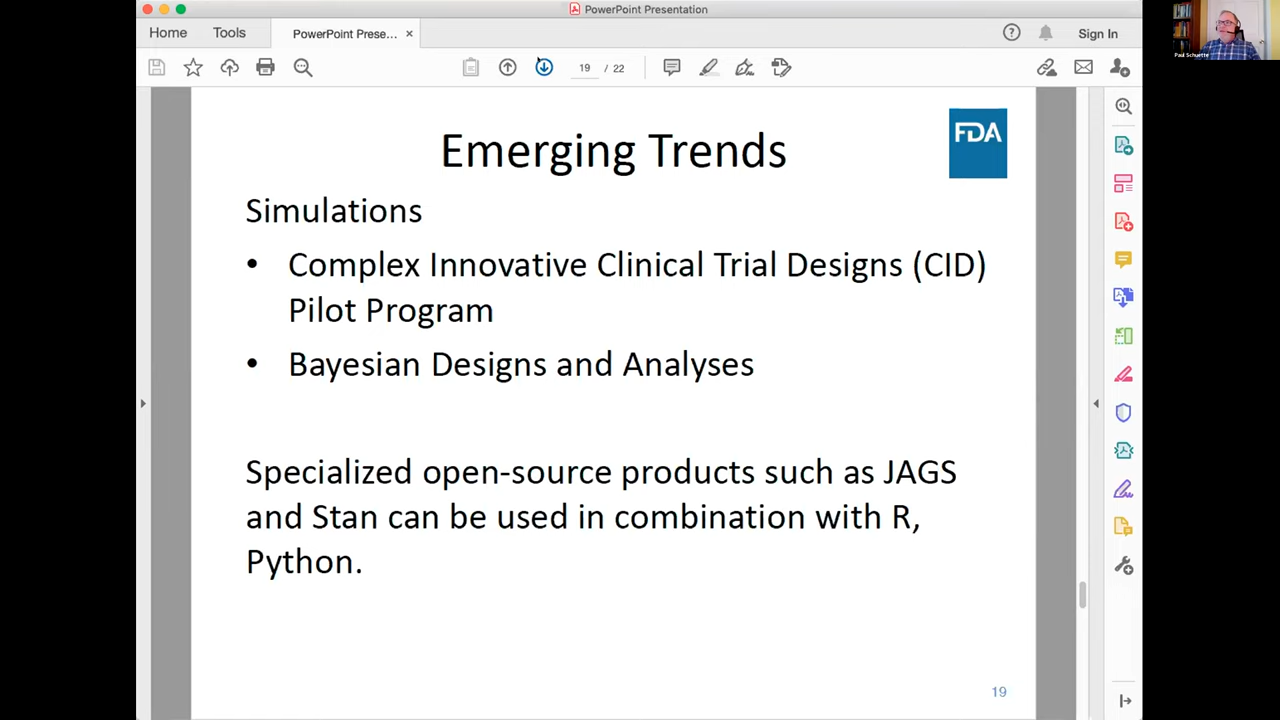 PowerPoint Presentation
Home
Tools
PowerPoint Prese...
Sign In
19 / 22
Paul Schuette
FDA
Emerging Trends
Simulations
• Complex Innovative Clinical Trial Designs (CID)
Pilot Program
• Bayesian Designs and Analyses
Specialized open-source products such as JAGS
and Stan can be used in combination with R,
Python.
19